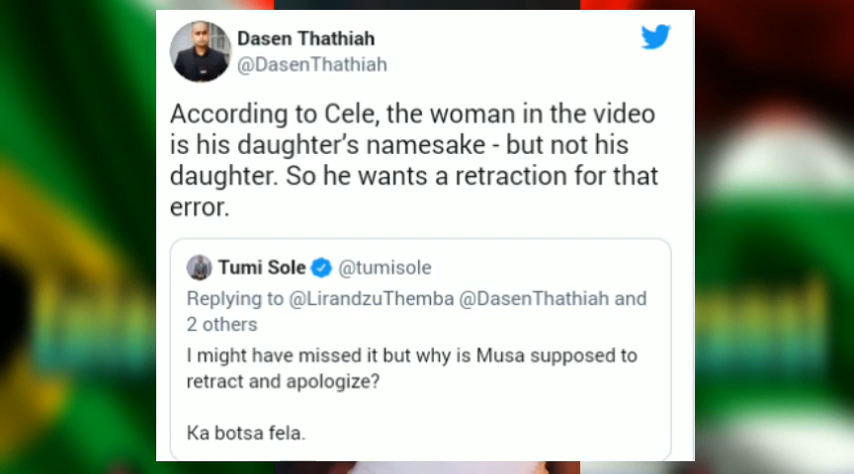 Dasen Thathiah
@DasenThathiah
According to Cele, the woman in the video
is his daughter’s namesake - but not his
daughter. So he wants a retraction for that
error.
Tumi Sole @tumisole
Replying to @LirandzuThemba @DasenThathiah and
2 others
I might have missed it but why is Musa supposed to
retract and apologize?
Ka botsa fela.